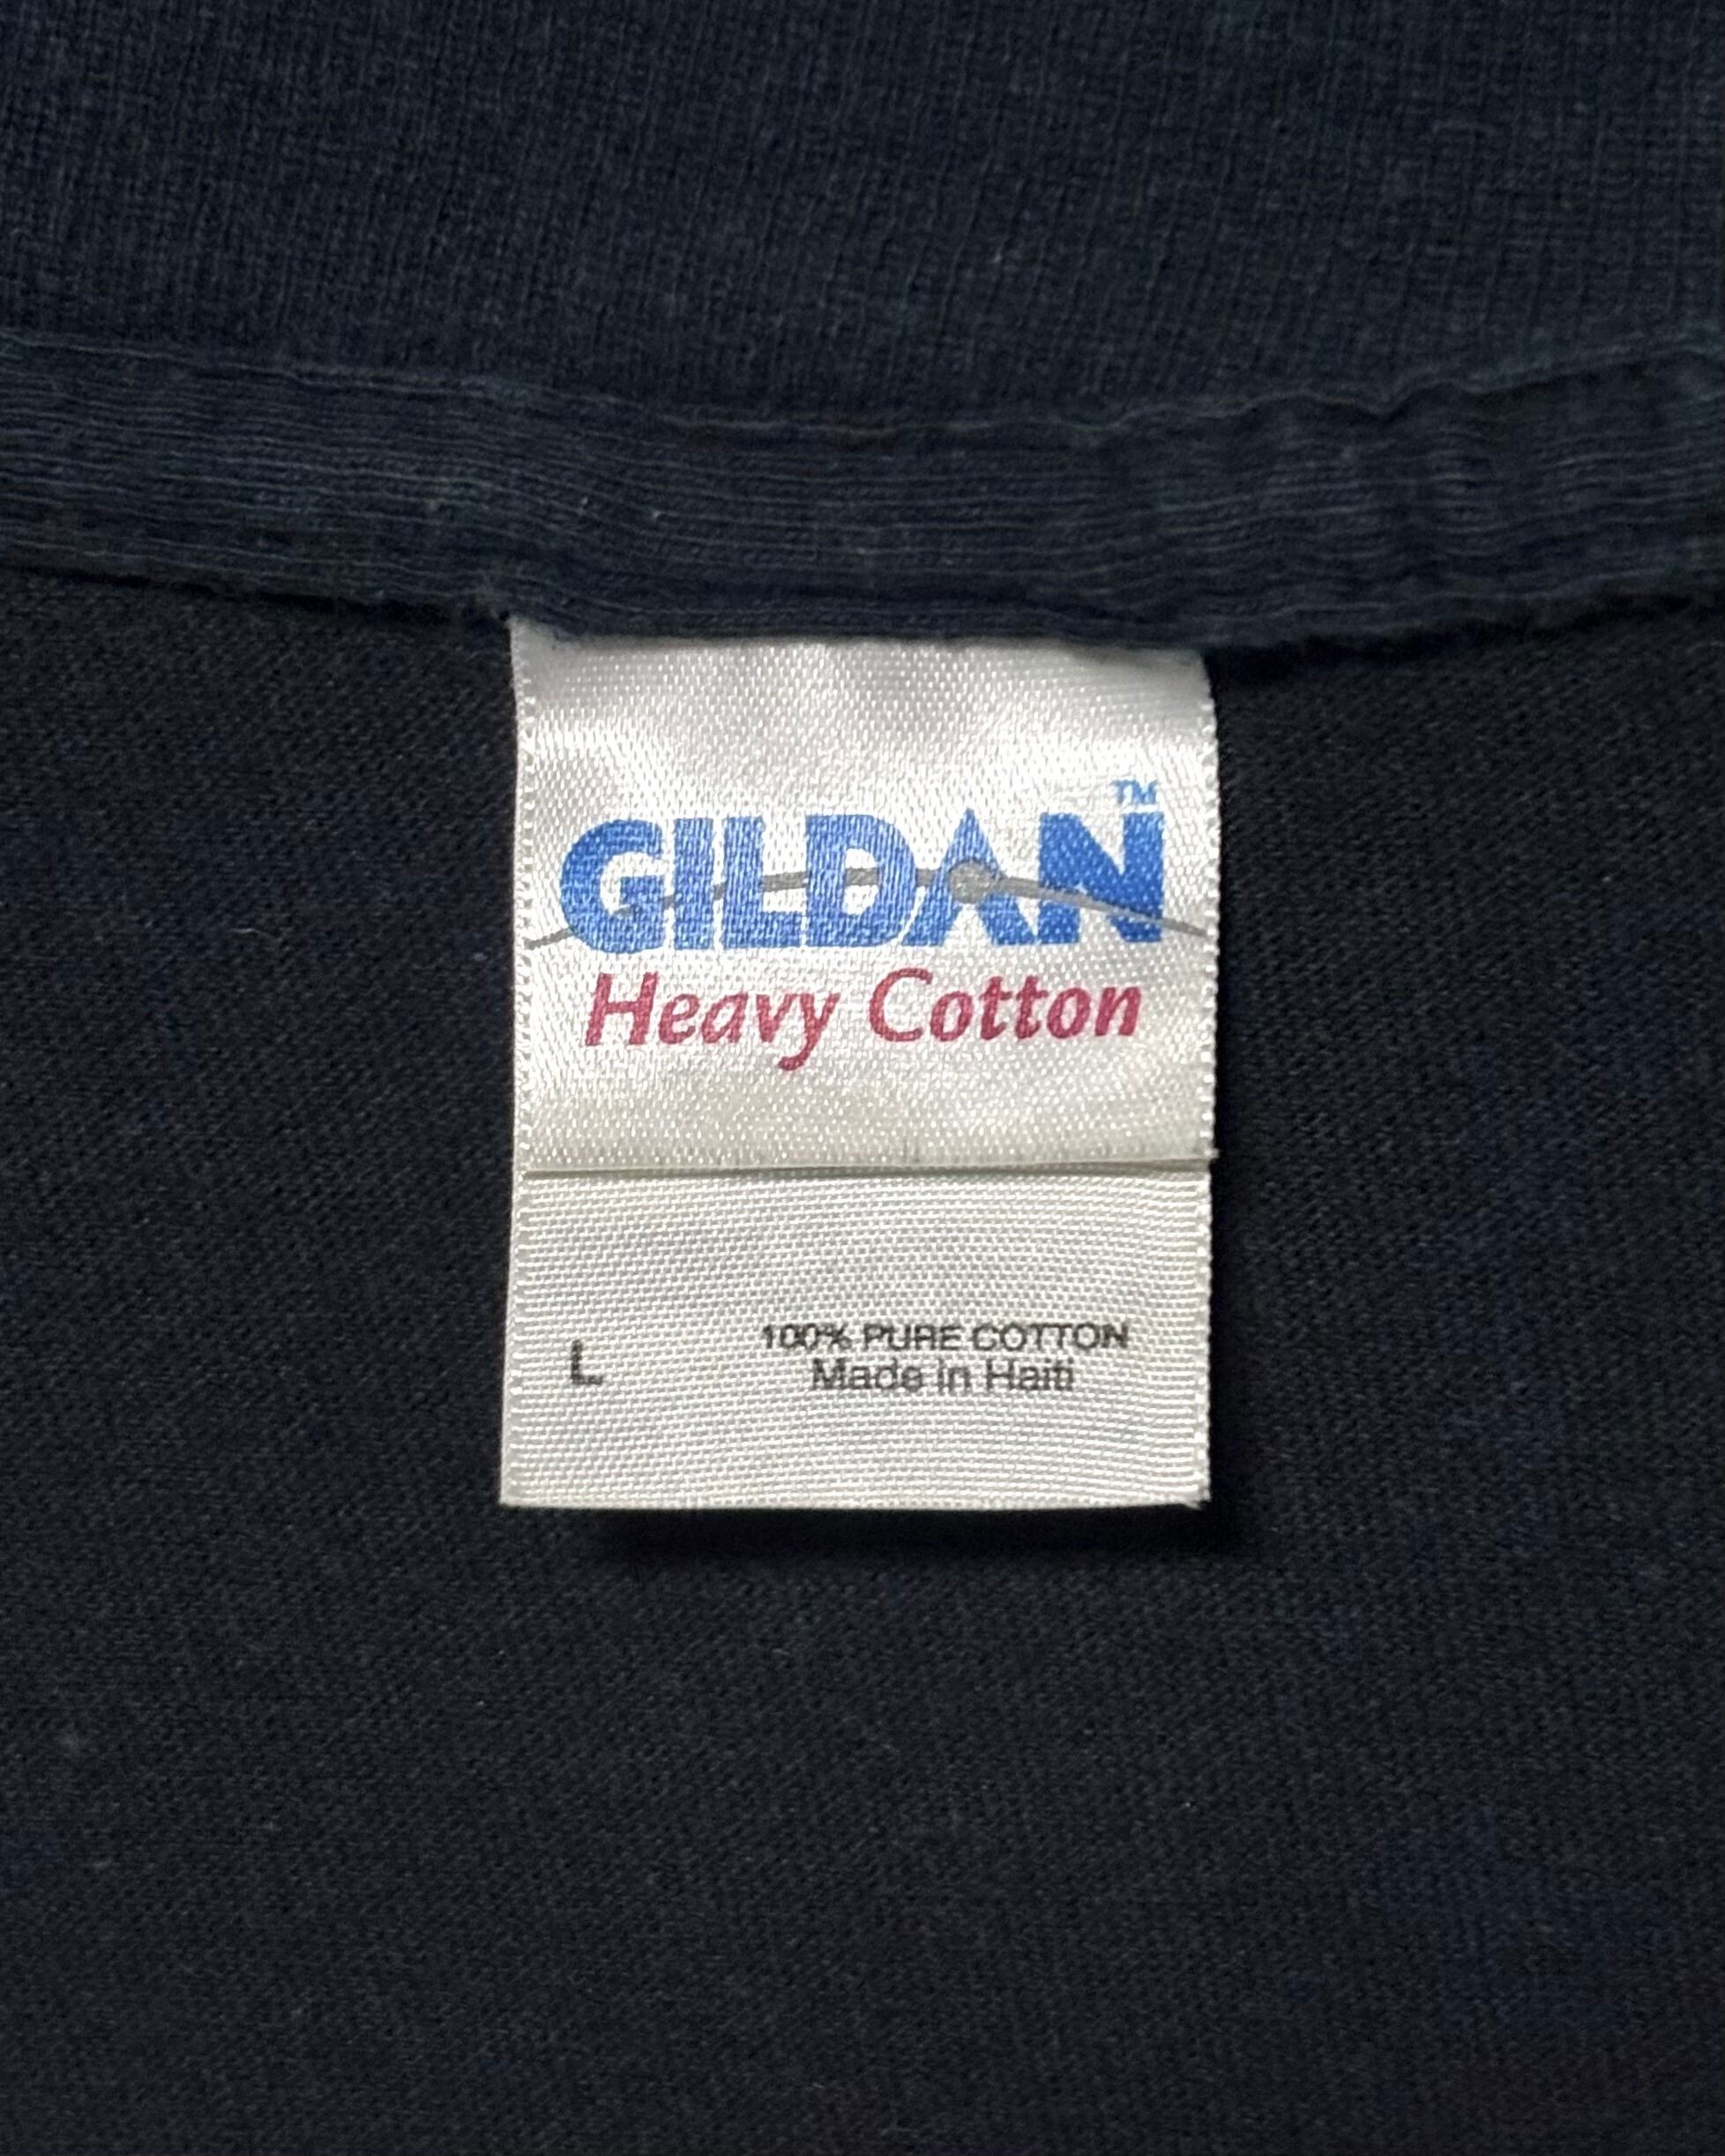 GILDAN™
Heavy Cotton
100% PURE COTTON
L
Made in Haiti